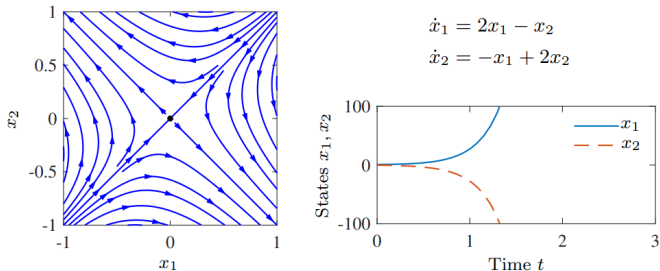 1
0.5
0
-0.5
-1
-1 0 1
x₁
x₂
ẋ₁ = 2x₁ − x₂
ẋ₂ = −x₁ + 2x₂
100
0
-100
States x₁, x₂
x₁
x₂
0 1 2 3
Time t